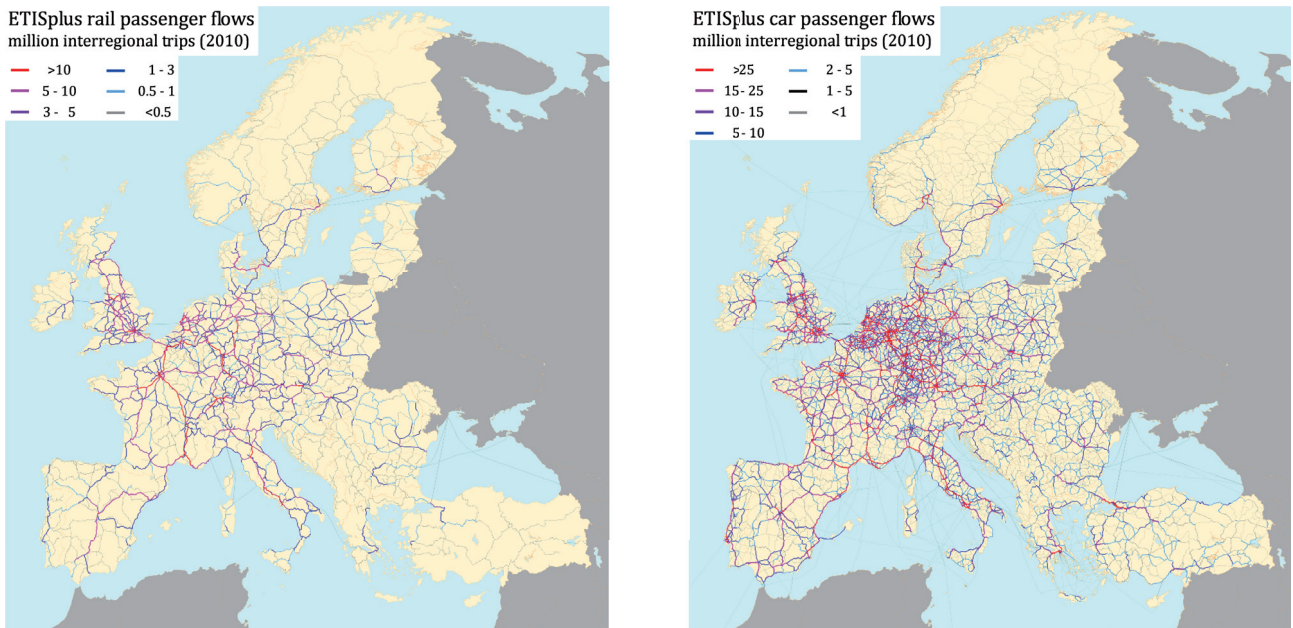 ETISplus rail passenger flows
million interregional trips (2010)
>10
5 - 10
3 - 5
1 - 3
0.5 - 1
<0.5
ETISplus car passenger flows
million interregional trips (2010)
>25
15 - 25
10 - 15
5 - 10
2 - 5
1 - 5
<1